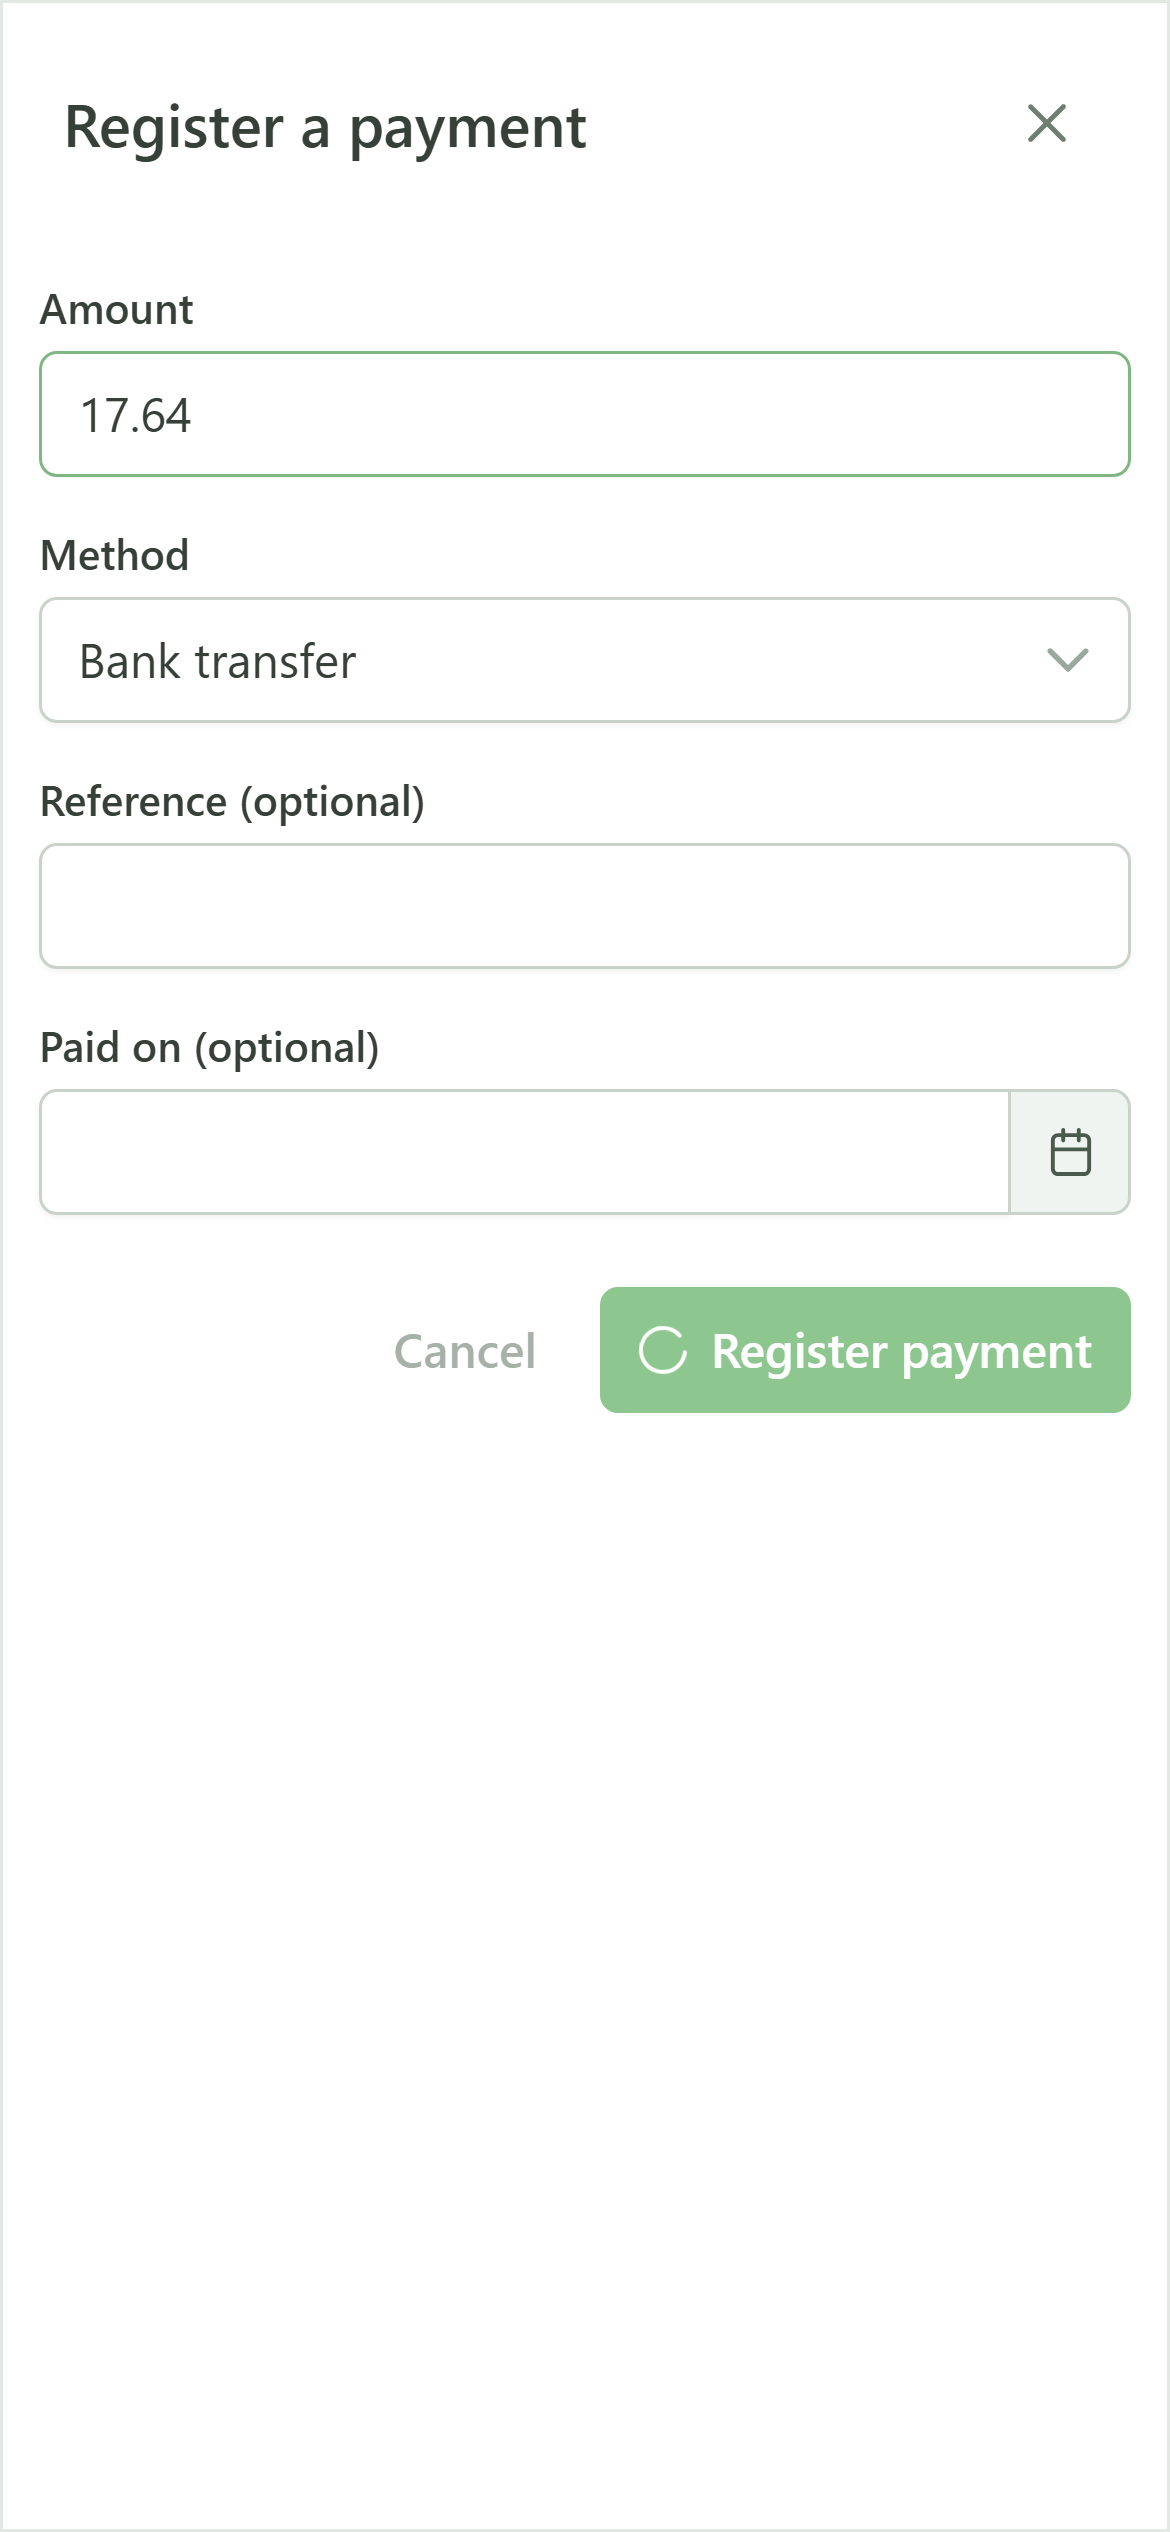 Register a payment
Amount
17.64
Method
Bank transfer
Reference (optional)
Paid on (optional)
Cancel
Register payment